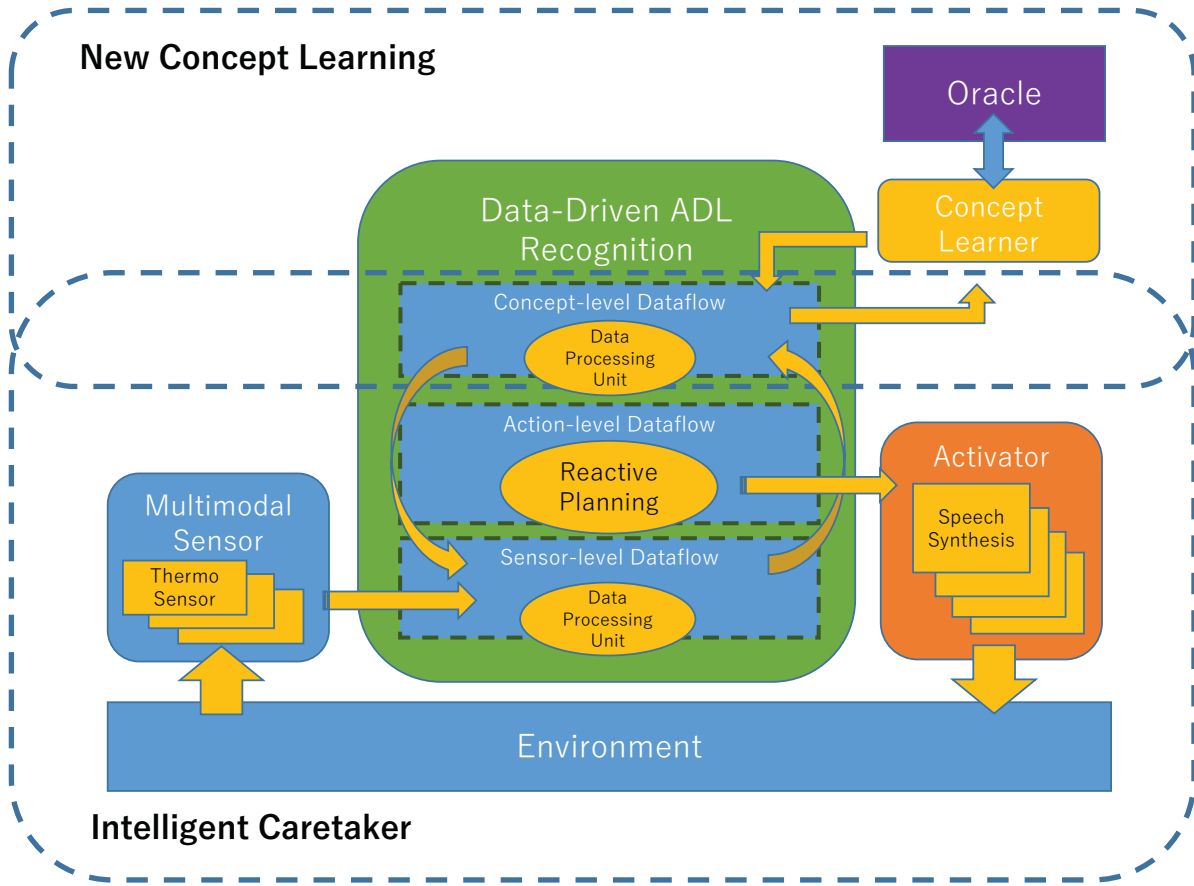 New Concept Learning
Oracle
Concept
Learner
Data-Driven ADL
Recognition
Concept-level Dataflow
Data
Processing
Unit
Action-level Dataflow
Reactive
Planning
Sensor-level Dataflow
Data
Processing
Unit
Multimodal
Sensor
Thermo
Sensor
Activator
Speech
Synthesis
Environment
Intelligent Caretaker